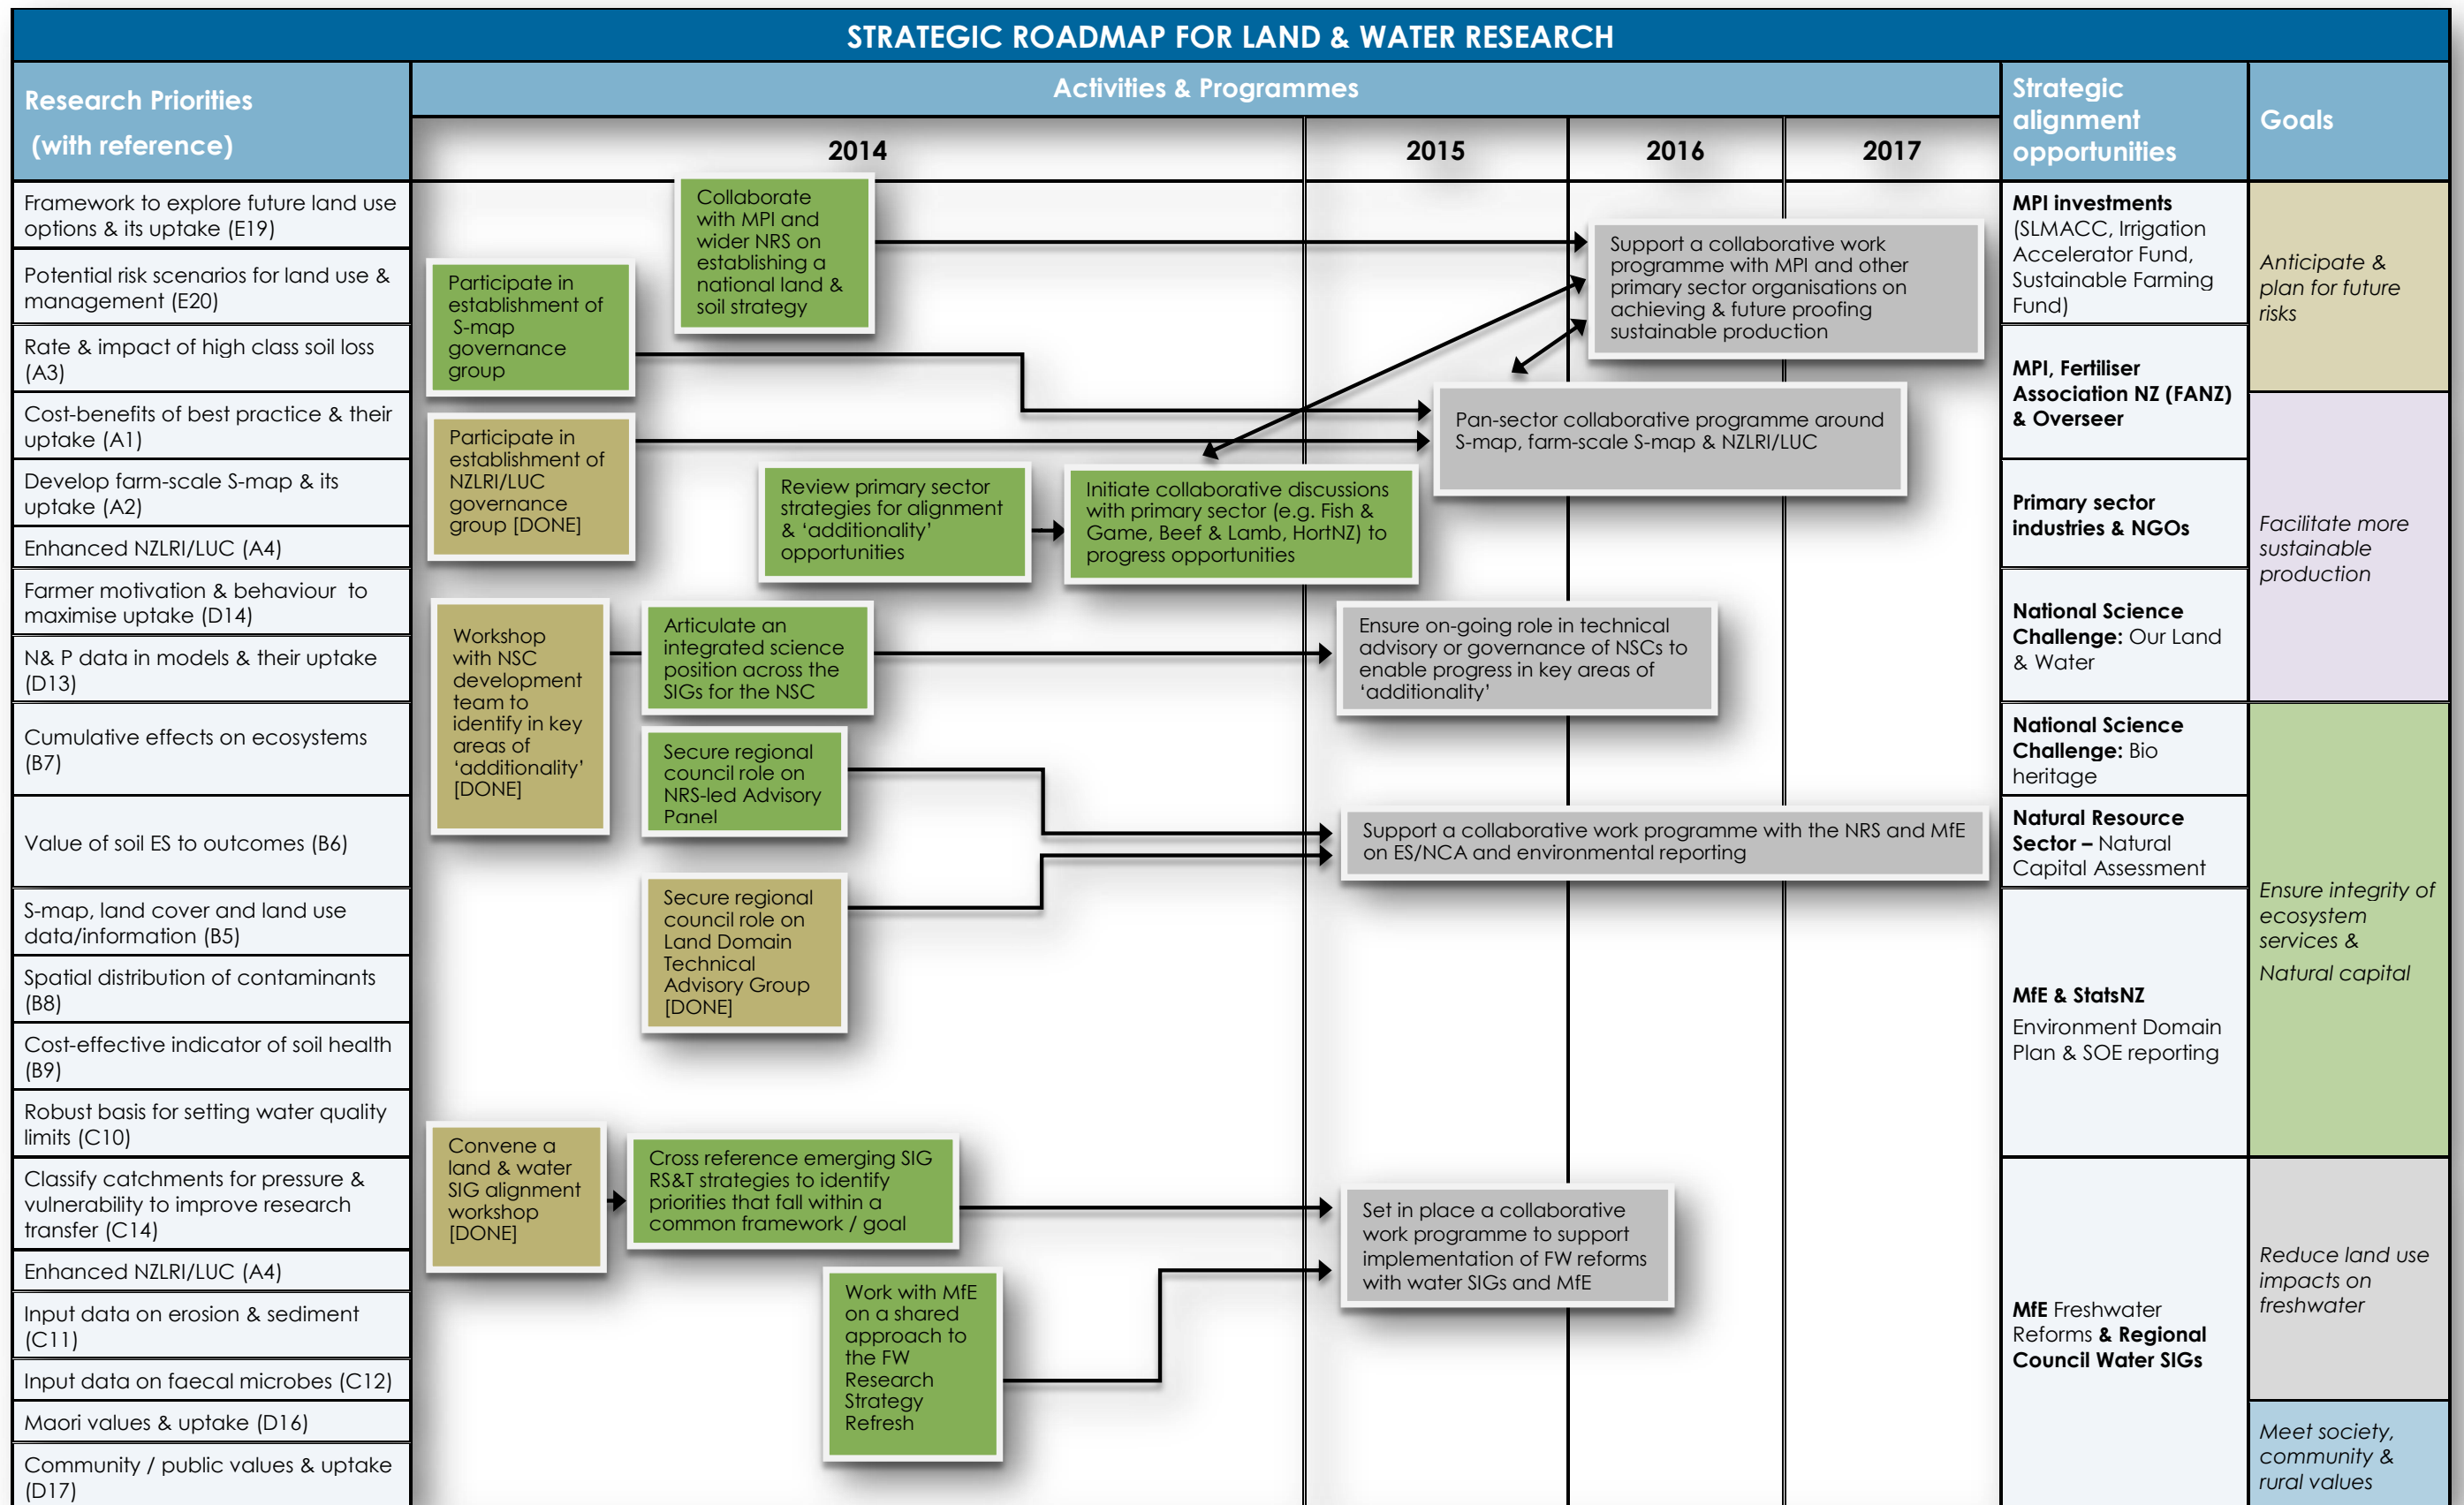 STRATEGIC ROADMAP FOR LAND & WATER RESEARCH
Research Priorities
(with reference)
Activities & Programmes
Strategic
alignment
opportunities
Goals
2014
2015
2016
2017
Framework to explore future land use
options & its uptake (E19)
Potential risk scenarios for land use &
management (E20)
Rate & impact of high class soil loss
(A3)
Cost-benefits of best practice & their
uptake (A1)
Develop farm-scale S-map & its
uptake (A2)
Enhanced NZLRI/LUC (A4)
Farmer motivation & behaviour to
maximise uptake (D14)
N& P data in models & their uptake
(D13)
Cumulative effects on ecosystems
(B7)
Value of soil ES to outcomes (B6)
S-map, land cover and land use
data/information (B5)
Spatial distribution of contaminants
(B8)
Cost-effective indicator of soil health
(B9)
Robust basis for setting water quality
limits (C10)
Classify catchments for pressure &
vulnerability to improve research
transfer (C14)
Enhanced NZLRI/LUC (A4)
Input data on erosion & sediment
(C11)
Input data on faecal microbes (C12)
Maori values & uptake (D16)
Community / public values & uptake
(D17)
Collaborate
with MPI and
wider NRS on
establishing a
national land &
soil strategy
Participate in
establishment of
S-map
governance
group
Support a collaborative work
programme with MPI and other
primary sector organisations on
achieving & future proofing
sustainable production
Participate in
establishment of
NZLRI/LUC
governance
group [DONE]
Pan-sector collaborative programme around
S-map, farm-scale S-map & NZLRI/LUC
Review primary sector
strategies for alignment
& ‘additionality’
opportunities
Initiate collaborative discussions
with primary sector (e.g. Fish &
Game, Beef & Lamb, HortNZ) to
progress opportunities
Workshop
with NSC
development
team to
identify in key
areas of
‘additionality’
[DONE]
Articulate an
integrated science
position across the
SIGs for the NSC
Ensure on-going role in technical
advisory or governance of NSCs to
enable progress in key areas of
‘additionality’
Secure regional
council role on
NRS-led Advisory
Panel
Support a collaborative work programme with the NRS and MfE
on ES/NCA and environmental reporting
Secure regional
council role on
Land Domain
Technical
Advisory Group
[DONE]
Convene a
land & water
SIG alignment
workshop
[DONE]
Cross reference emerging SIG
RS&T strategies to identify
priorities that fall within a
common framework / goal
Set in place a collaborative
work programme to support
implementation of FW reforms
with water SIGs and MfE
Work with MfE
on a shared
approach to
the FW
Research
Strategy
Refresh
MPI investments
(SLMACC, Irrigation
Accelerator Fund,
Sustainable Farming
Fund)
MPI, Fertiliser
Association NZ (FANZ)
& Overseer
Primary sector
industries & NGOs
National Science
Challenge: Our Land
& Water
National Science
Challenge: Bio
heritage
Natural Resource
Sector – Natural
Capital Assessment
MfE & StatsNZ
Environment Domain
Plan & SOE reporting
MfE Freshwater
Reforms & Regional
Council Water SIGs
Anticipate &
plan for future
risks
Facilitate more
sustainable
production
Ensure integrity of
ecosystem
services &
Natural capital
Reduce land use
impacts on
freshwater
Meet society,
community &
rural values